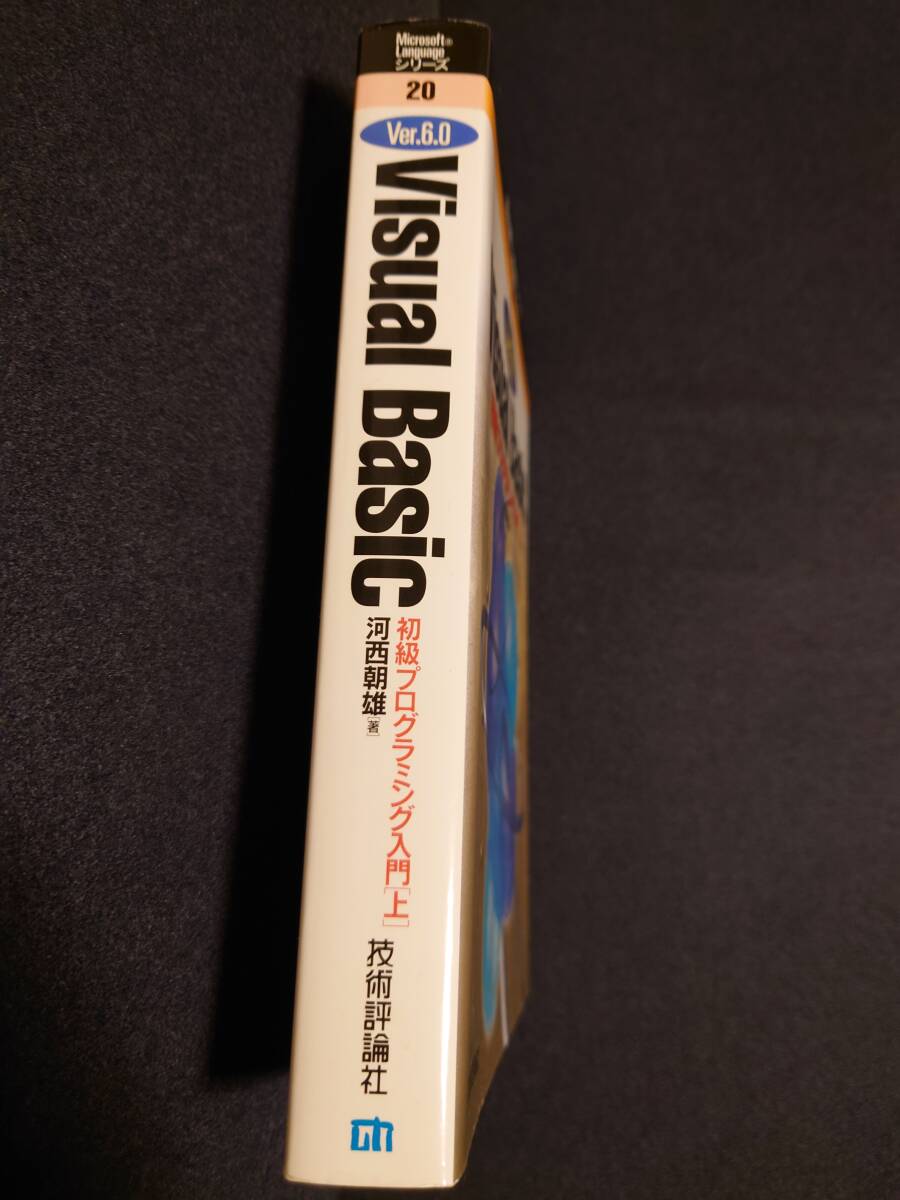 Microsoft®
Language
シリーズ
20
Ver.6.0
Visual Basic
初級プログラミング入門[上]
河西朝雄[著]
技術評論社